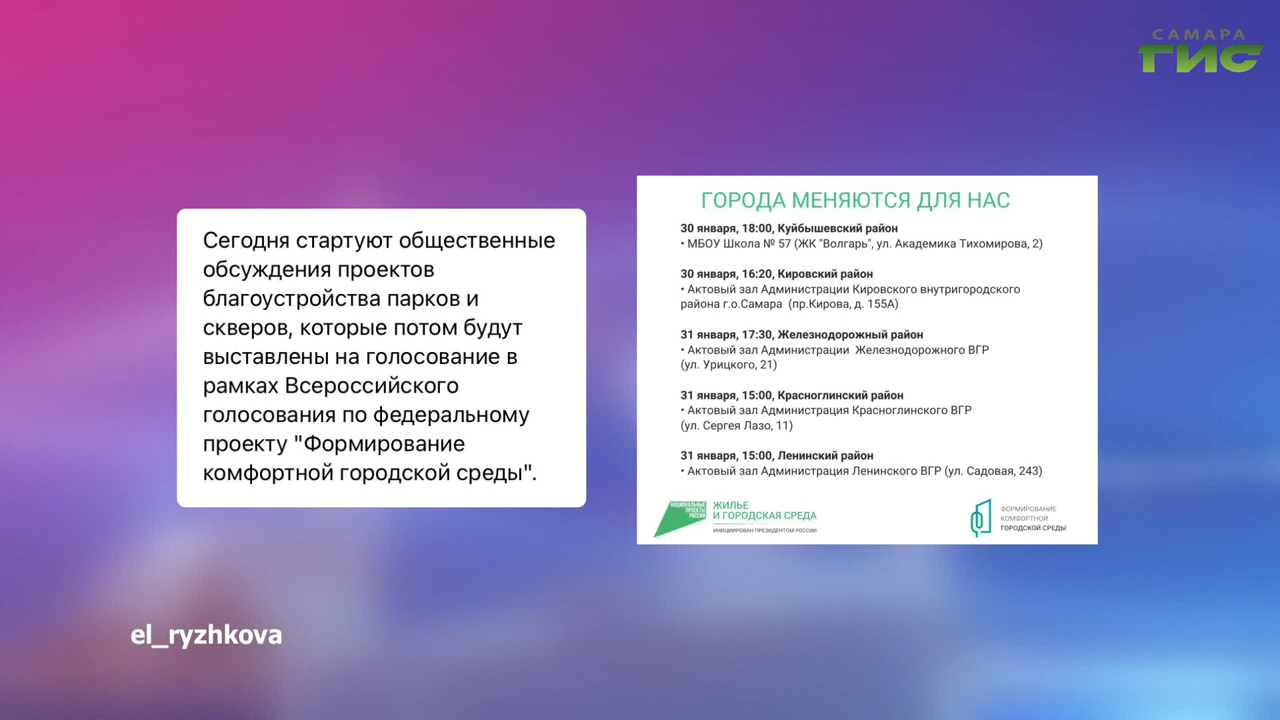 САМАРА
ГИС
Сегодня стартуют общественные
обсуждения проектов
благоустройства парков и
скверов, которые потом будут
выставлены на голосование в
рамках Всероссийского
голосования по федеральному
проекту "Формирование
комфортной городской среды".
ГОРОДА МЕНЯЮТСЯ ДЛЯ НАС
30 января, 18:00, Куйбышевский район
• МБОУ Школа № 57 (ЖК "Волгарь", ул. Академика Тихомирова, 2)
30 января, 16:20, Кировский район
• Актовый зал Администрации Кировского внутригородского
района г.о.Самара (пр.Кирова, д. 155А)
31 января, 17:30, Железнодорожный район
• Актовый зал Администрации Железнодорожного ВГР
(ул. Урицкого, 21)
31 января, 15:00, Красноглинский район
• Актовый зал Администрация Красноглинского ВГР
(ул. Сергея Лазо, 11)
31 января, 15:00, Ленинский район
• Актовый зал Администрация Ленинского ВГР (ул. Садовая, 243)
НАЦИОНАЛЬНЫЕ
ПРОЕКТЫ
РОССИИ
ЖИЛЬЕ
И ГОРОДСКАЯ СРЕДА
ИНИЦИИРОВАН ПРЕЗИДЕНТОМ РОССИИ
ФОРМИРОВАНИЕ
КОМФОРТНОЙ
ГОРОДСКОЙ СРЕДЫ
el_ryzhkova